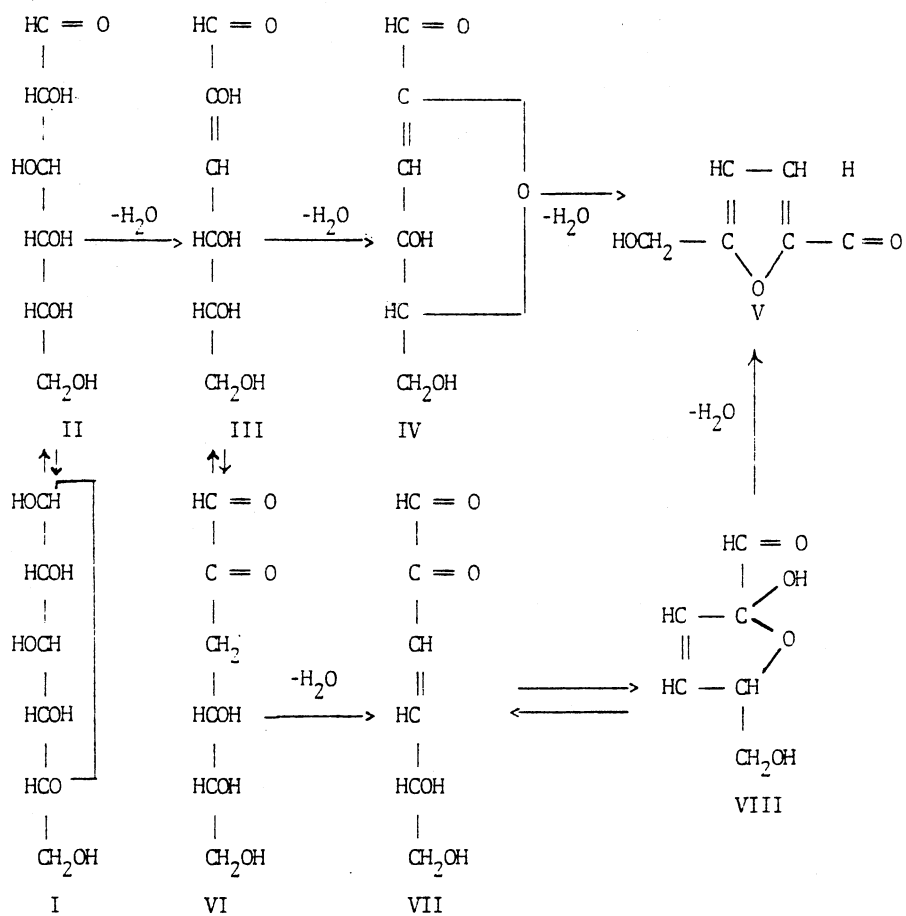 HC = O HC = O HC = O
HCOH COH C
HOCH CH CH O HC — CH H
-H2O -H2O -H2O
HCOH HCOH COH HOCH2 — C C — C = O
HCOH HCOH HC O
V
CH2OH CH2OH CH2OH
II III IV -H2O
HOCH HC = O HC = O
HC = O
HCOH C = O C = O OH
HC — C
HOCH CH2 CH O
-H2O
HCOH HCOH HC HC — CH
HCO HCOH HCOH CH2OH
VIII
CH2OH CH2OH CH2OH
I VI VII